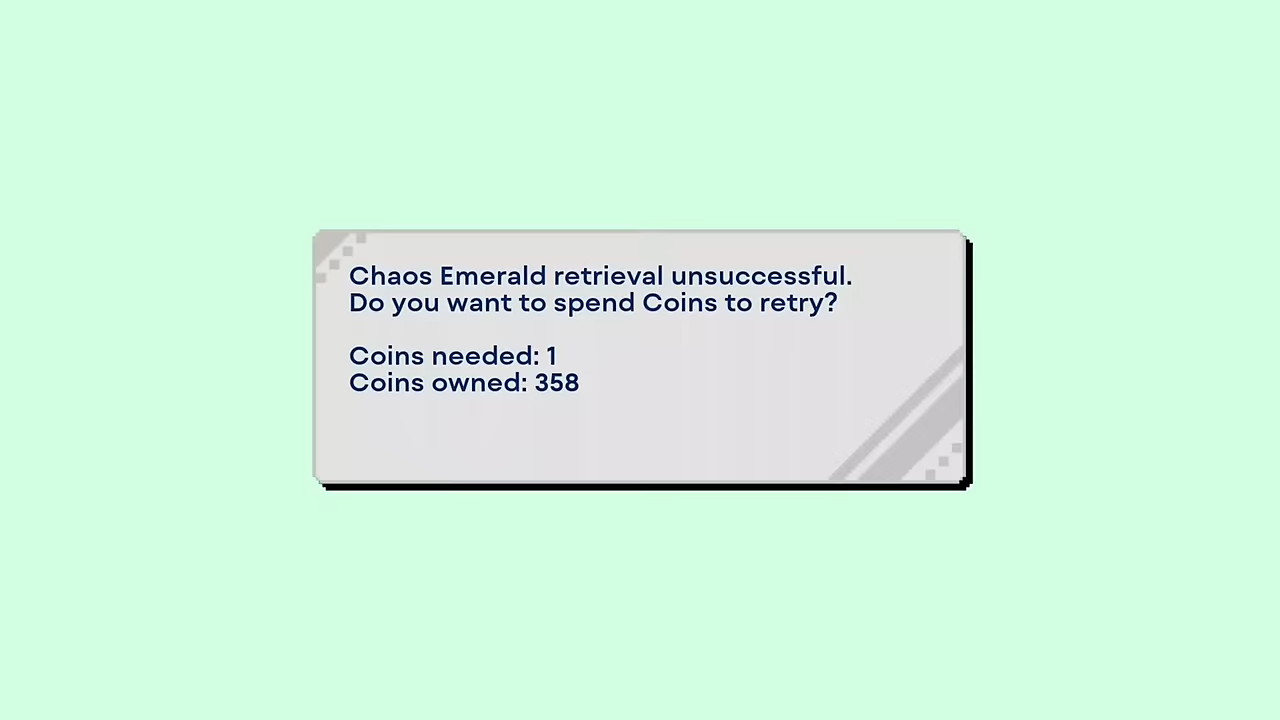 Chaos Emerald retrieval unsuccessful.
Do you want to spend Coins to retry?
Coins needed: 1
Coins owned: 358